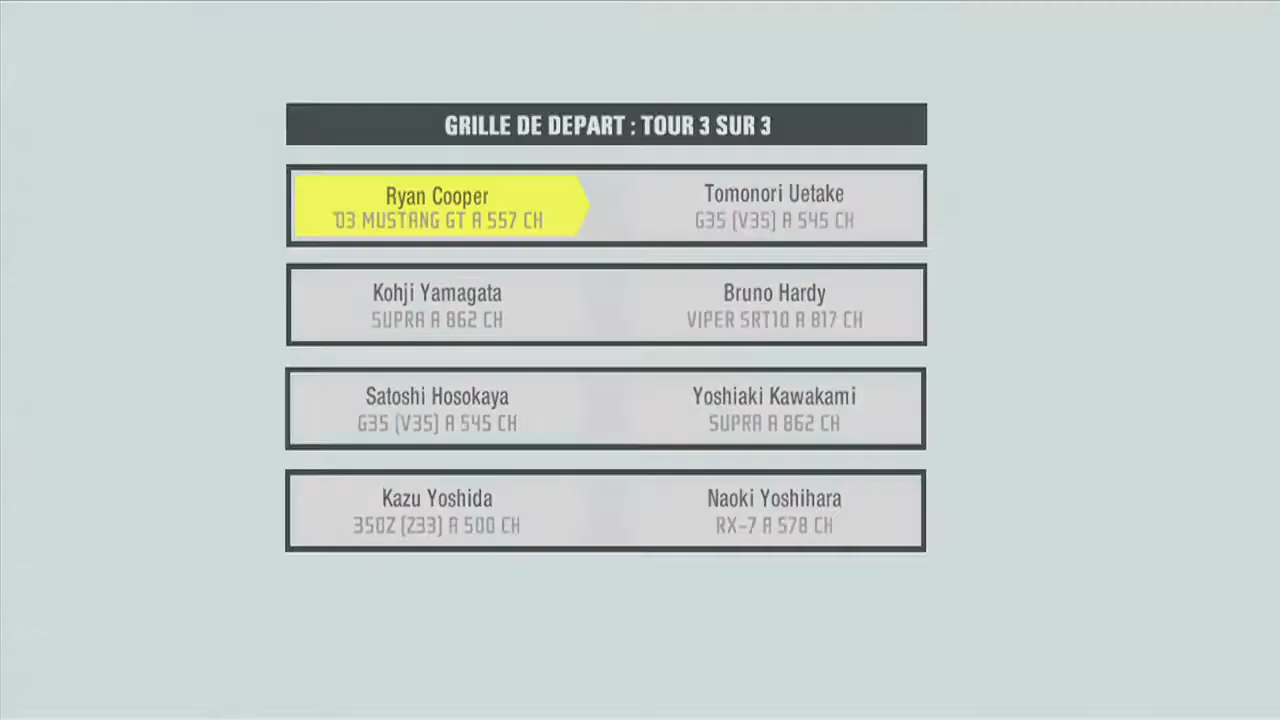 GRILLE DE DEPART : TOUR 3 SUR 3
Ryan Cooper
'03 MUSTANG GT A 557 CH
Tomonori Uetake
G35 (V35) A 545 CH
Kohji Yamagata
SUPRA A 862 CH
Bruno Hardy
VIPER SRT10 A 817 CH
Satoshi Hosokaya
G35 (V35) A 545 CH
Yoshiaki Kawakami
SUPRA A 862 CH
Kazu Yoshida
350Z (Z33) A 500 CH
Naoki Yoshihara
RX-7 A 578 CH